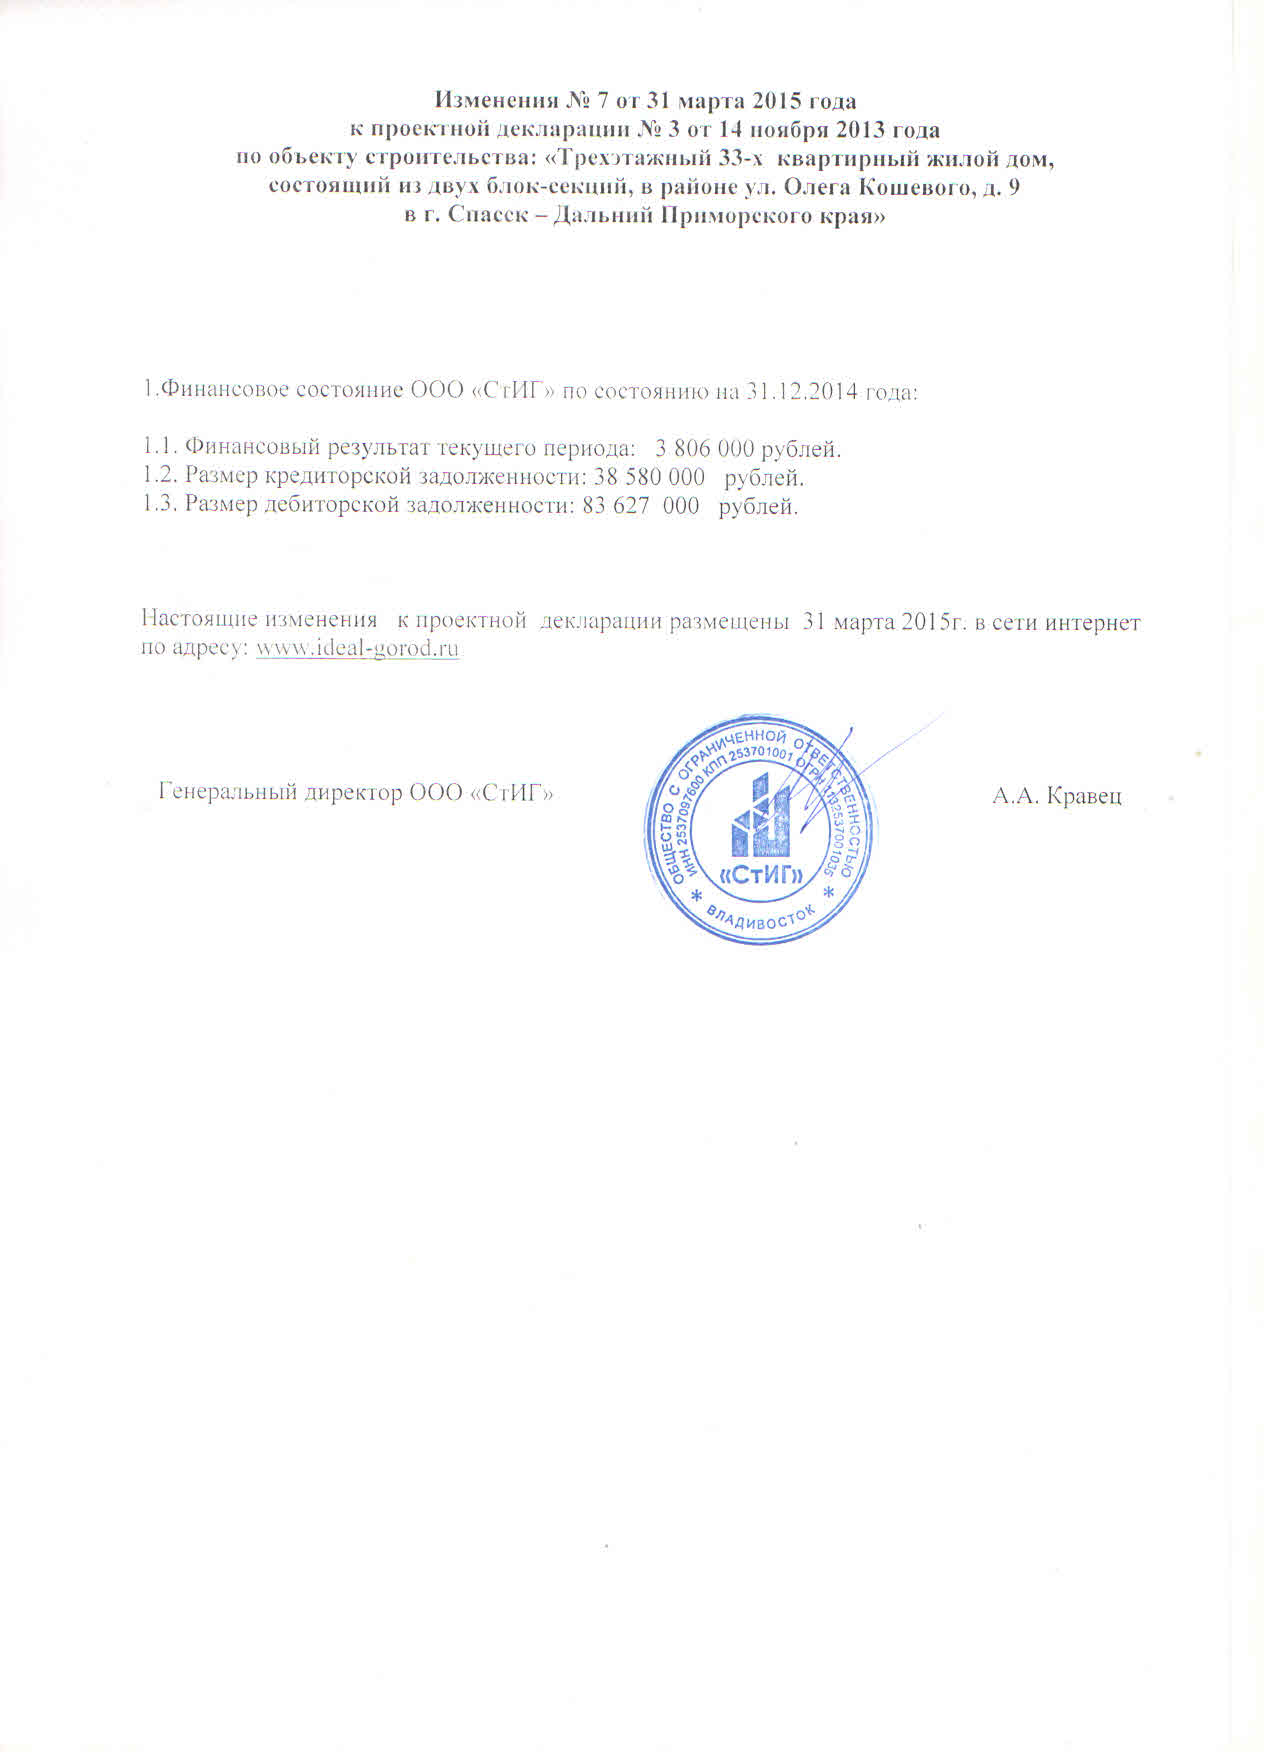 Изменения № 7 от 31 марта 2015 года
к проектной декларации № 3 от 14 ноября 2013 года
по объекту строительства: «Трехэтажный 33-х квартирный жилой дом,
состоящий из двух блок-секций, в районе ул. Олега Кошевого, д. 9
в г. Спасск – Дальний Приморского края»
1.Финансовое состояние ООО «СтИГ» по состоянию на 31.12.2014 года:
1.1. Финансовый результат текущего периода: 3 806 000 рублей.
1.2. Размер кредиторской задолженности: 38 580 000 рублей.
1.3. Размер дебиторской задолженности: 83 627 000 рублей.
Настоящие изменения к проектной декларации размещены 31 марта 2015г. в сети интернет
по адресу: www.ideal-gorod.ru
Генеральный директор ООО «СтИГ»
А.А. Кравец
ОБЩЕСТВО С ОГРАНИЧЕННОЙ ОТВЕТСТВЕННОСТЬЮ
ИНН 2537097600 КПП 253701001 ОГРН 1132537001035
«СтИГ»
* ВЛАДИВОСТОК *